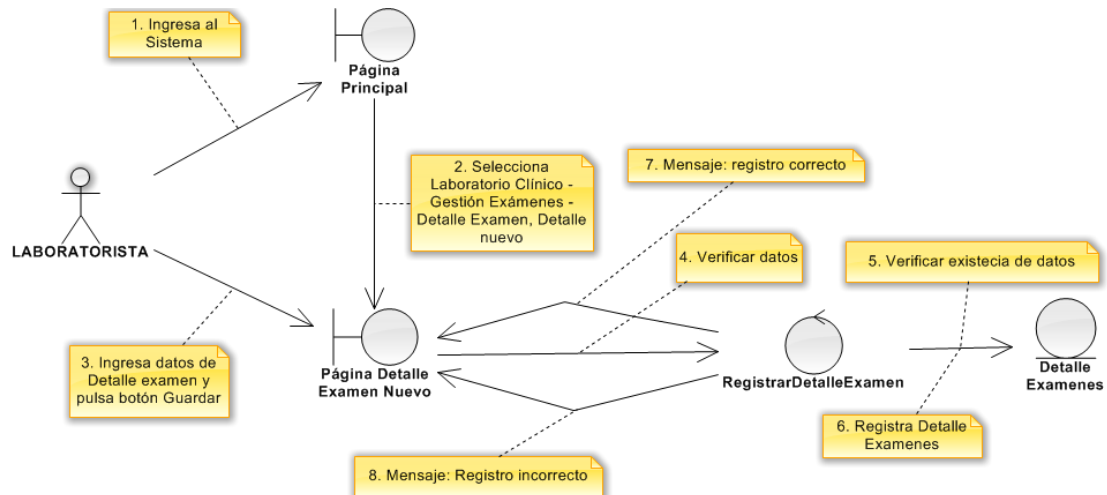 1. Ingresa al
Sistema
Página
Principal
2. Selecciona
Laboratorio Clínico -
Gestión Exámenes -
Detalle Examen, Detalle
nuevo
7. Mensaje: registro correcto
LABORATORISTA
4. Verificar datos
5. Verificar existecia de datos
3. Ingresa datos de
Detalle examen y
pulsa botón Guardar
Página Detalle
Examen Nuevo
RegistrarDetalleExamen
Detalle
Examenes
6. Registra Detalle
Examenes
8. Mensaje: Registro incorrecto